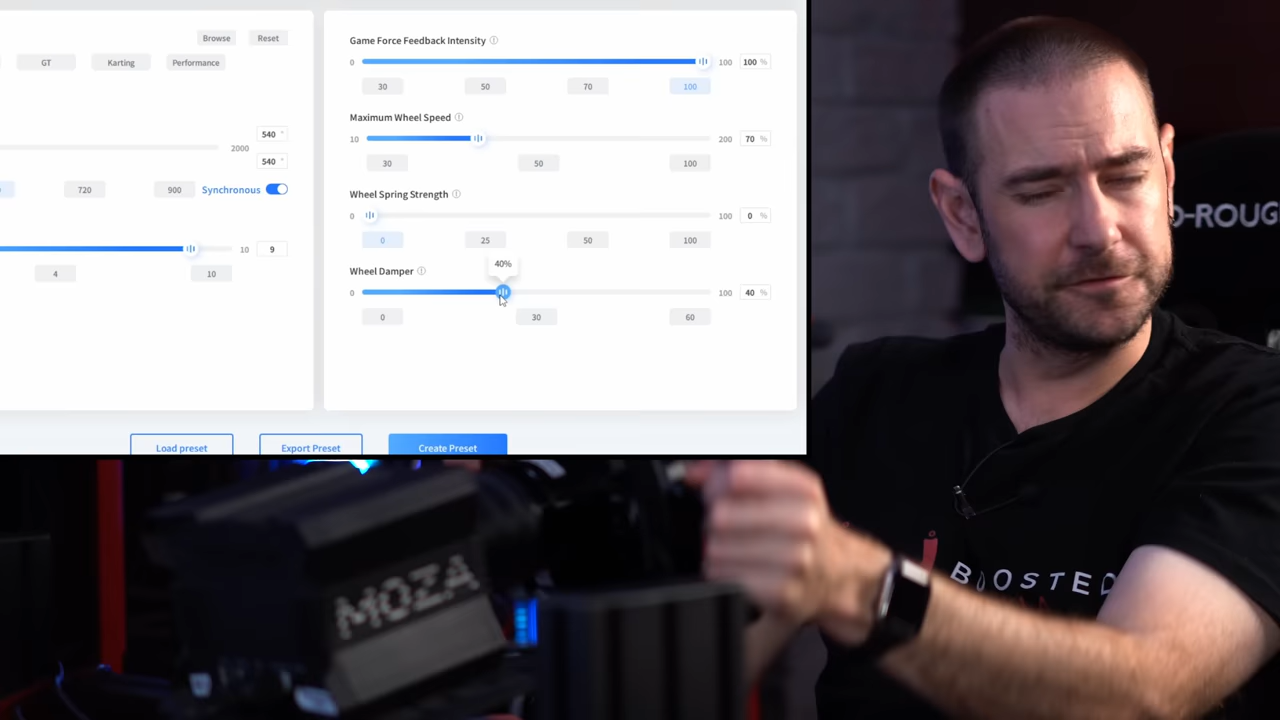 Browse
Reset
GT
Karting
Performance
540 °
2000
540 °
720
900
Synchronous
10
9
4
10
Game Force Feedback Intensity
0
100
100 %
30
50
70
100
Maximum Wheel Speed
10
200
70 %
30
50
100
Wheel Spring Strength
0
100
0 %
0
25
50
100
40%
Wheel Damper
0
100
40 %
0
30
60
Load preset
Export Preset
Create Preset
MOZA
D-ROUG
BOOSTED